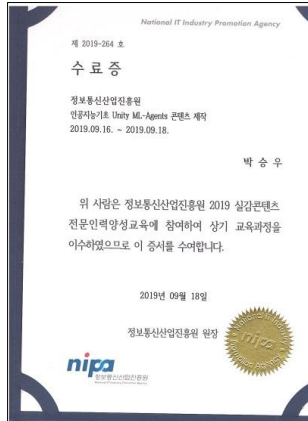 National IT Industry Promotion Agency
제 2019-264 호
수 료 증
정보통신산업진흥원
인공지능기초 Unity ML-Agents 콘텐츠 제작
2019.09.16. ~ 2019.09.18.
박 승 우
위 사람은 정보통신산업진흥원 2019 실감콘텐츠
전문인력양성교육에 참여하여 상기 교육과정을
이수하였으므로 이 증서를 수여합니다.
2019년 09월 18일
정보통신산업진흥원 원장
nipa
정보통신산업진흥원
National IT Industry Promotion Agency